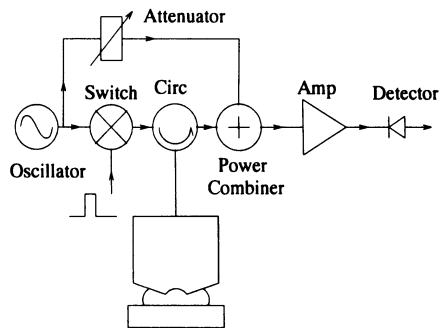 Attenuator
Switch
Circ
Amp
Detector
Oscillator
Power
Combiner